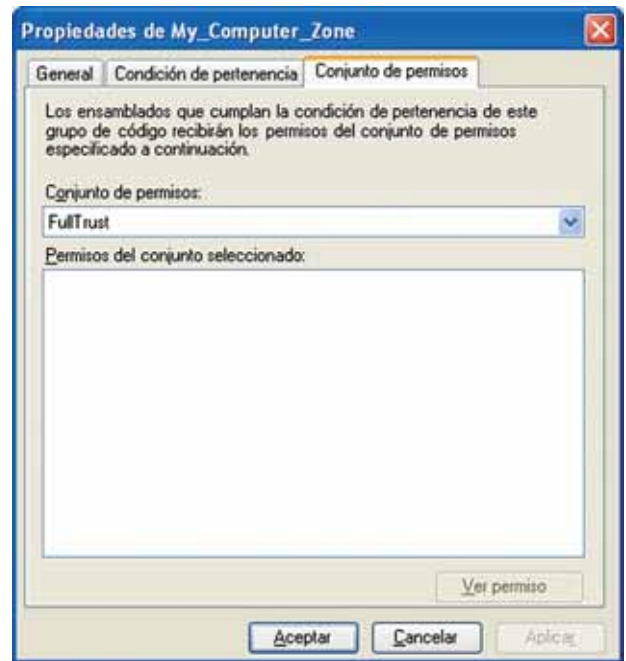 Propiedades de My_Computer_Zone
General
Condición de pertenencia
Conjunto de permisos
Los ensamblados que cumplan la condición de pertenencia de este
grupo de código recibirán los permisos del conjunto de permisos
especificado a continuación.
Conjunto de permisos:
FullTrust
Permisos del conjunto seleccionado:
Ver permiso
Aceptar
Cancelar
Aplicar